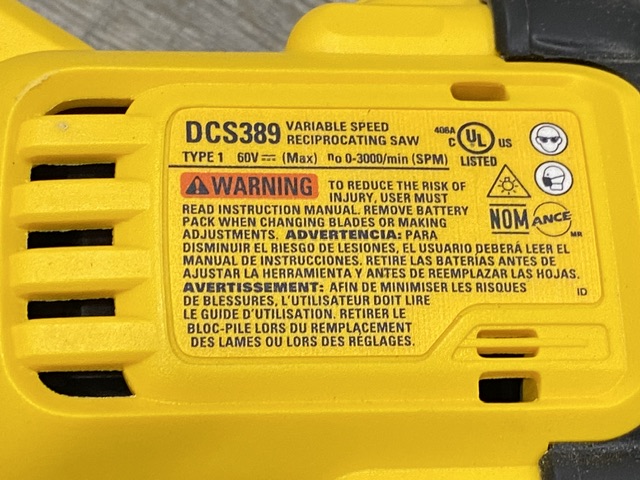 DCS389 VARIABLE SPEED
RECIPROCATING SAW
TYPE 1 60V⎓ (Max) no 0-3000/min (SPM)
408A
C UL US
LISTED
⚠WARNING TO REDUCE THE RISK OF
INJURY, USER MUST
READ INSTRUCTION MANUAL. REMOVE BATTERY
PACK WHEN CHANGING BLADES OR MAKING
ADJUSTMENTS. ADVERTENCIA: PARA
DISMINUIR EL RIESGO DE LESIONES, EL USUARIO DEBERÁ LEER EL
MANUAL DE INSTRUCCIONES. RETIRE LAS BATERÍAS ANTES DE
AJUSTAR LA HERRAMIENTA Y ANTES DE REEMPLAZAR LAS HOJAS.
AVERTISSEMENT: AFIN DE MINIMISER LES RISQUES
DE BLESSURES, L'UTILISATEUR DOIT LIRE
LE GUIDE D'UTILISATION. RETIRER LE
BLOC-PILE LORS DU REMPLACEMENT
DES LAMES OU LORS DES RÉGLAGES.
NOM ANCE
MR
ID